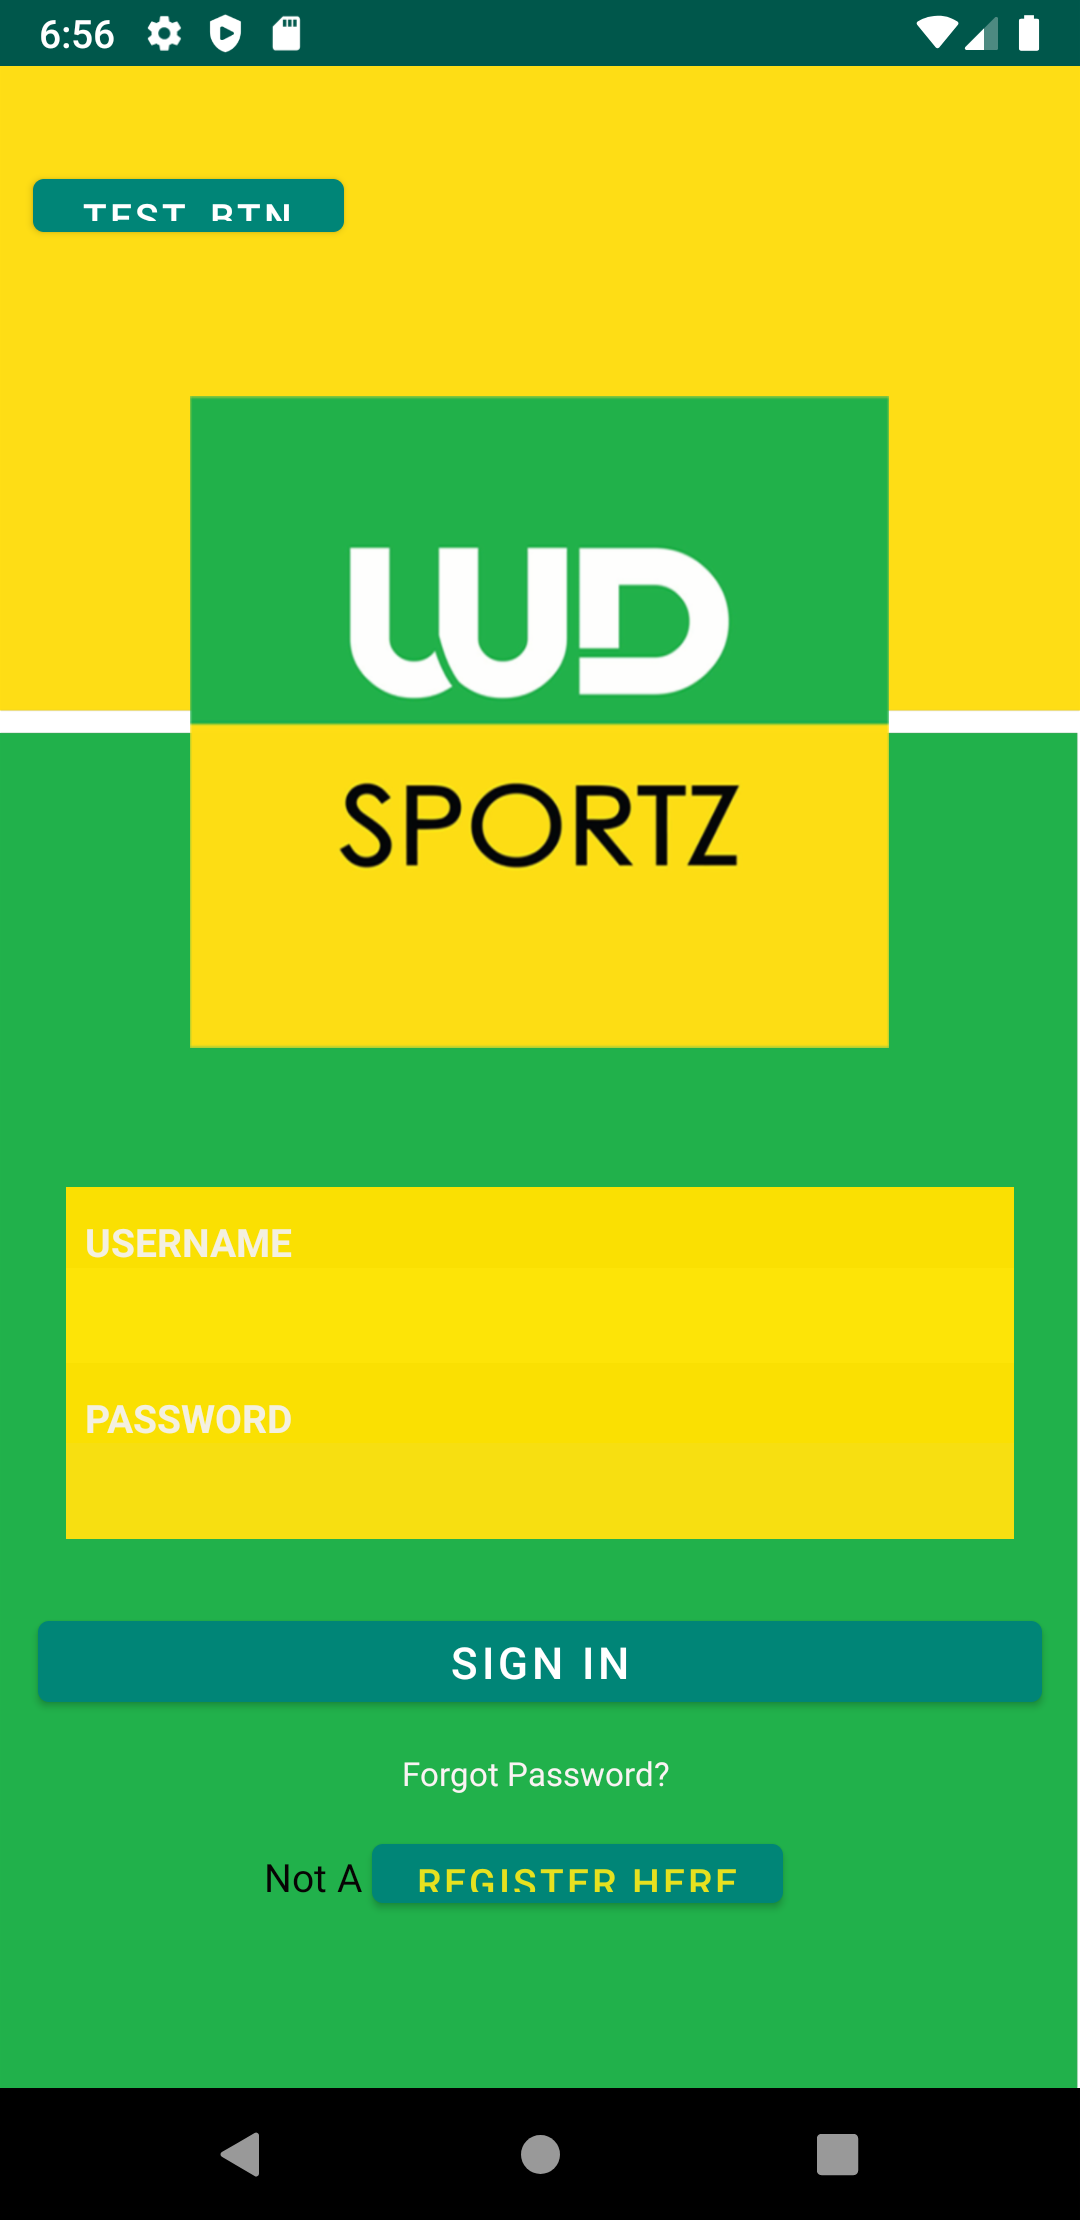 6:56
TEST BTN
WD
SPORTZ
USERNAME
PASSWORD
SIGN IN
Forgot Password?
Not A REGISTER HERE